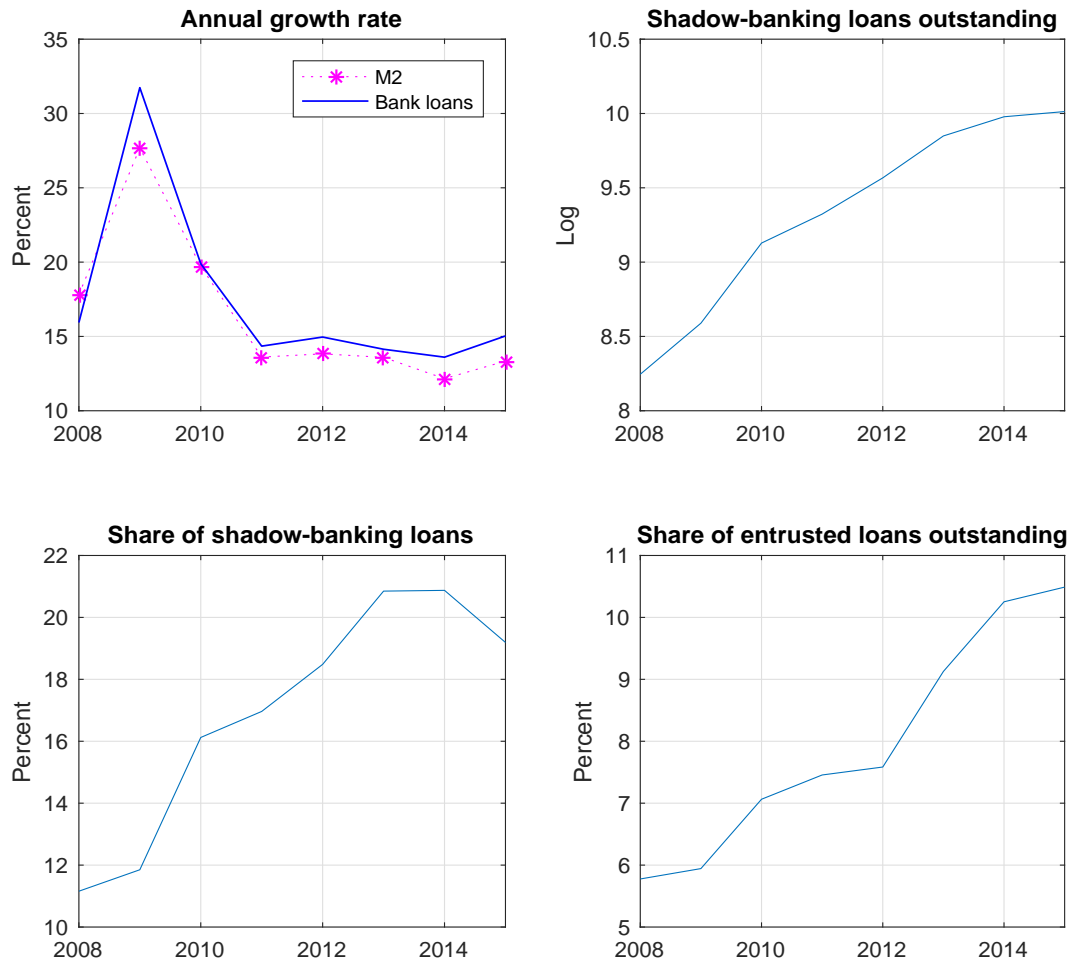 Annual growth rate
35
30
25
20
15
10
Percent
M2
Bank loans
2008 2010 2012 2014
Shadow-banking loans outstanding
10.5
10
9.5
9
8.5
8
Log
2008 2010 2012 2014
Share of shadow-banking loans
22
20
18
16
14
12
10
Percent
2008 2010 2012 2014
Share of entrusted loans outstanding
11
10
9
8
7
6
5
Percent
2008 2010 2012 2014